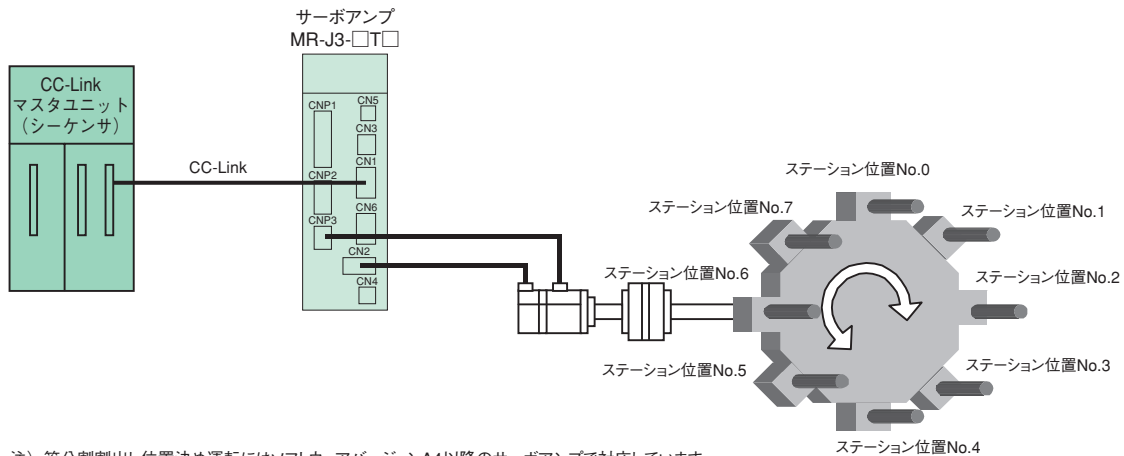 サーボアンプ
MR-J3-□T□
CC-Link
マスタユニット
（シーケンサ）
CC-Link
CNP1
CN5
CN3
CN1
CNP2
CN6
CNP3
CN2
CN4
ステーション位置No.0
ステーション位置No.7
ステーション位置No.1
ステーション位置No.6
ステーション位置No.2
ステーション位置No.5
ステーション位置No.3
ステーション位置No.4